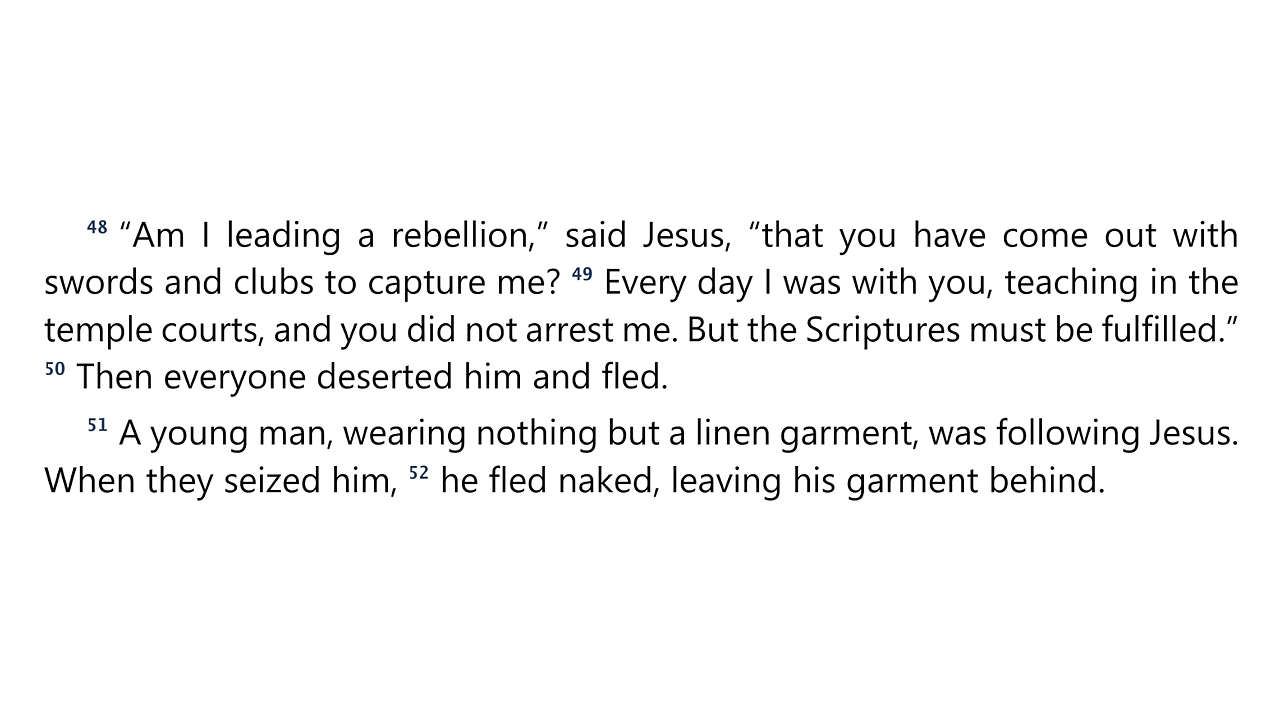 48 “Am I leading a rebellion,” said Jesus, “that you have come out with
swords and clubs to capture me? 49 Every day I was with you, teaching in the
temple courts, and you did not arrest me. But the Scriptures must be fulfilled.”
50 Then everyone deserted him and fled.
51 A young man, wearing nothing but a linen garment, was following Jesus.
When they seized him, 52 he fled naked, leaving his garment behind.